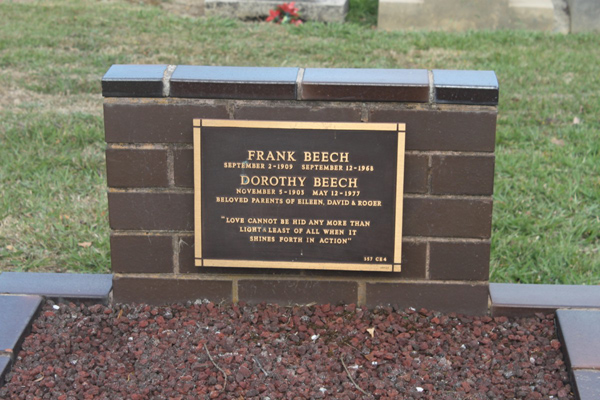 FRANK BEECH
SEPTEMBER 2-1909 SEPTEMBER 12-1968
DOROTHY BEECH
NOVEMBER 5-1905 MAY 12-1977
BELOVED PARENTS OF EILEEN, DAVID & ROGER
"LOVE CANNOT BE HID ANY MORE THAN
LIGHT & LEAST OF ALL WHEN IT
SHINES FORTH IN ACTION"